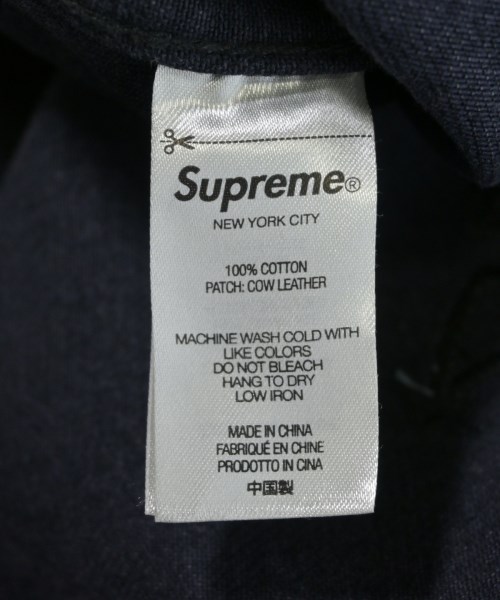 Supreme®
NEW YORK CITY
100% COTTON
PATCH: COW LEATHER
MACHINE WASH COLD WITH
LIKE COLORS
DO NOT BLEACH
HANG TO DRY
LOW IRON
MADE IN CHINA
FABRIQUÉ EN CHINE
PRODOTTO IN CINA
中国製